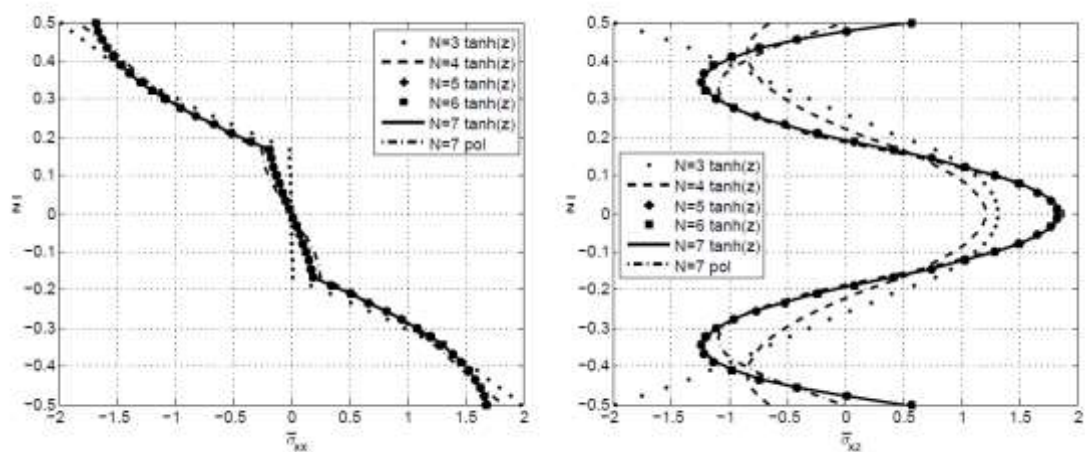 0.5
0.4
0.3
0.2
0.1
0
−0.1
−0.2
−0.3
−0.4
−0.5
−2 −1.5 −1 −0.5 0 0.5 1 1.5 2
z̄
σ̄xx
N=3 tanh(z)
N=4 tanh(z)
N=5 tanh(z)
N=6 tanh(z)
N=7 tanh(z)
N=7 pol
0.5
0.4
0.3
0.2
0.1
0
−0.1
−0.2
−0.3
−0.4
−0.5
−2 −1.5 −1 −0.5 0 0.5 1 1.5 2
z̄
σ̄xz
N=3 tanh(z)
N=4 tanh(z)
N=5 tanh(z)
N=6 tanh(z)
N=7 tanh(z)
N=7 pol